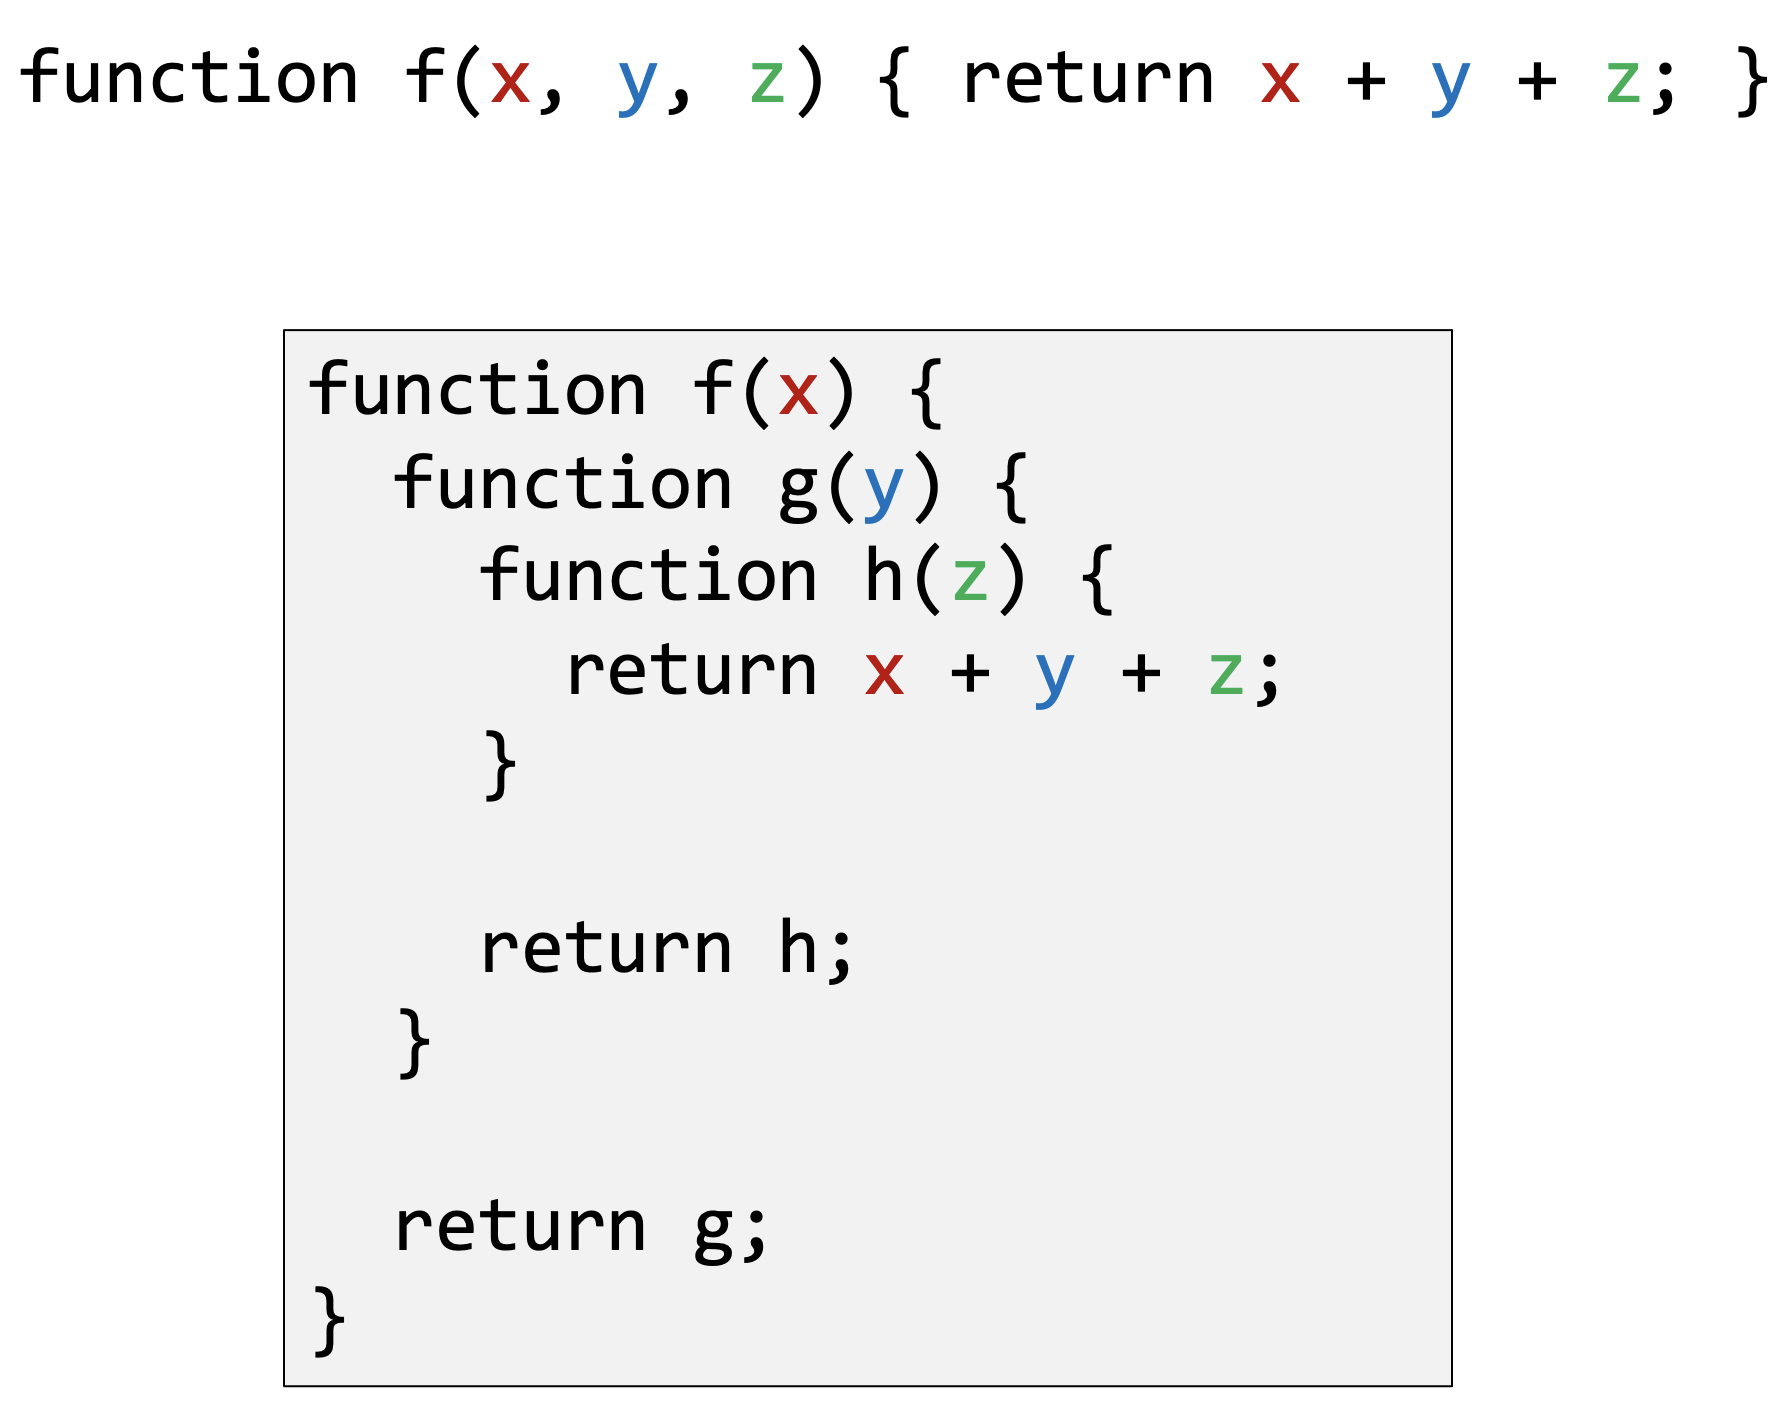 function f(x, y, z) { return x + y + z; }
function f(x) {
  function g(y) {
    function h(z) {
      return x + y + z;
    }
    return h;
  }
  return g;
}